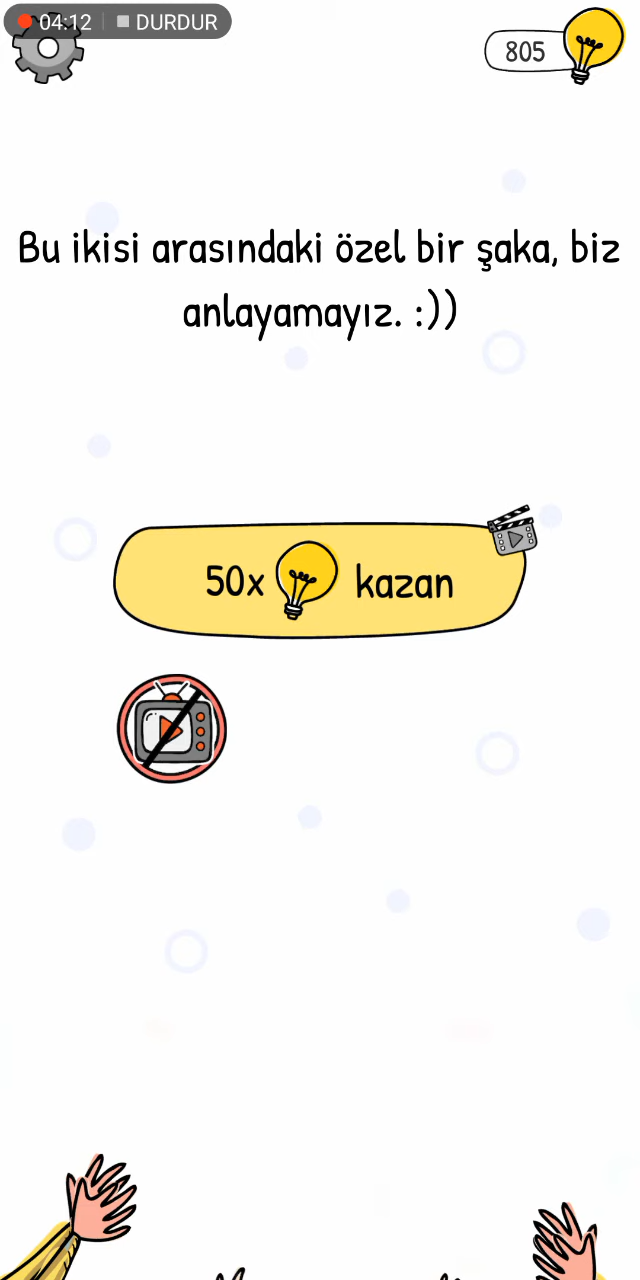 04:12 DURDUR
805
Bu ikisi arasındaki özel bir şaka, biz
anlayamayız. :))
50x kazan